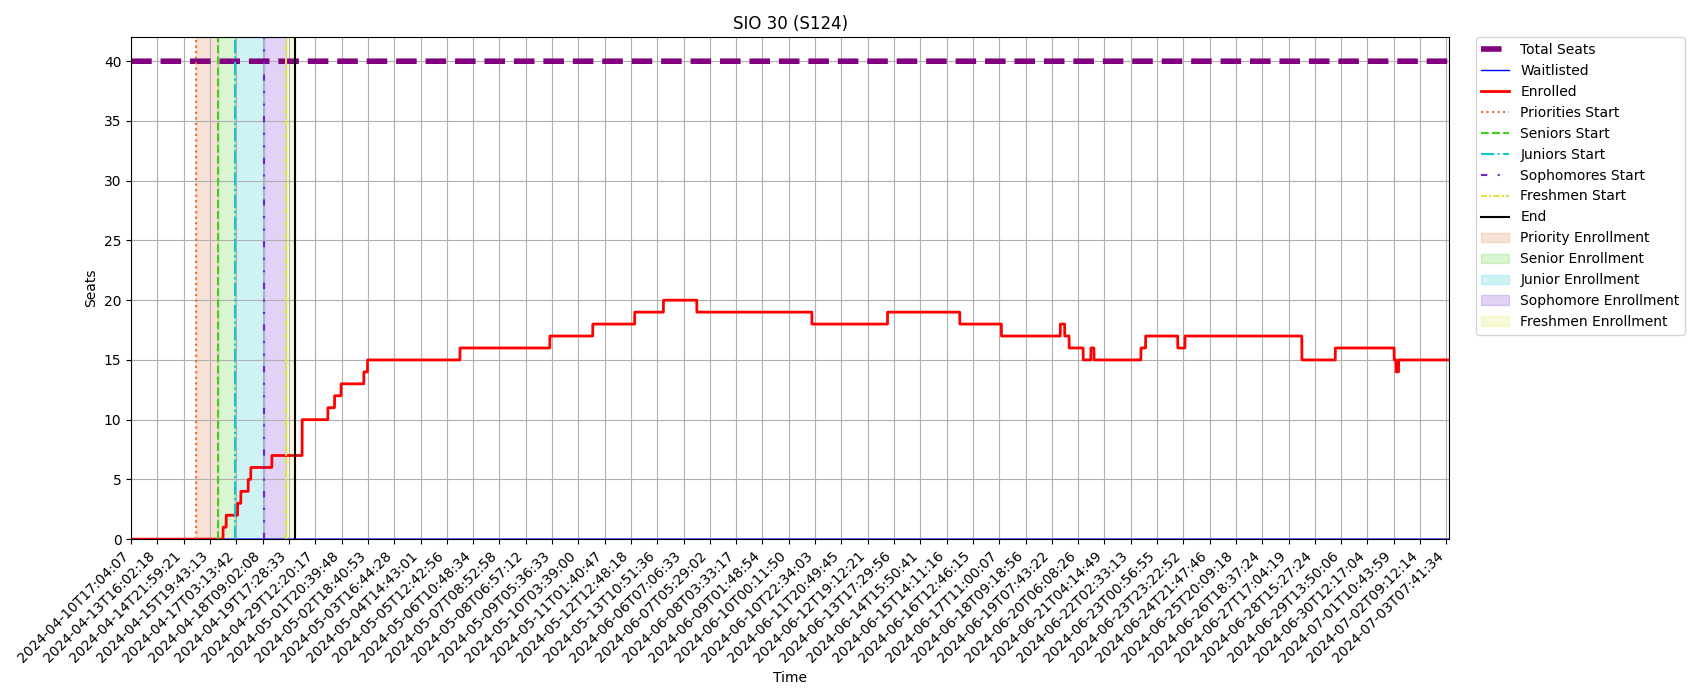 SIO 30 (S124)
Seats
40
35
30
25
20
15
10
5
0
2024-04-10T17:04:07
2024-04-13T16:02:18
2024-04-14T21:59:21
2024-04-15T19:43:13
2024-04-17T03:13:42
2024-04-18T09:02:08
2024-04-19T17:28:33
2024-04-29T12:20:17
2024-05-01T20:39:48
2024-05-02T18:40:53
2024-05-03T16:44:28
2024-05-04T14:43:01
2024-05-05T12:42:56
2024-05-06T10:48:34
2024-05-07T08:52:58
2024-05-08T06:57:12
2024-05-09T05:36:33
2024-05-10T03:39:00
2024-05-11T01:40:47
2024-05-12T12:48:18
2024-05-13T10:51:36
2024-06-06T07:06:33
2024-06-07T05:29:02
2024-06-08T03:33:17
2024-06-09T01:48:54
2024-06-10T00:11:50
2024-06-10T22:34:03
2024-06-11T20:49:45
2024-06-12T19:12:21
2024-06-13T17:29:56
2024-06-14T15:50:41
2024-06-15T14:11:16
2024-06-16T12:46:15
2024-06-17T11:00:07
2024-06-18T09:18:56
2024-06-19T07:43:22
2024-06-20T06:08:26
2024-06-21T04:14:49
2024-06-22T02:33:13
2024-06-23T00:56:55
2024-06-23T23:22:52
2024-06-24T21:47:46
2024-06-25T20:09:18
2024-06-26T18:37:24
2024-06-27T17:04:19
2024-06-28T15:27:24
2024-06-29T13:50:06
2024-06-30T12:17:04
2024-07-01T10:43:59
2024-07-02T09:12:14
2024-07-03T07:41:34
Time
Total Seats
Waitlisted
Enrolled
Priorities Start
Seniors Start
Juniors Start
Sophomores Start
Freshmen Start
End
Priority Enrollment
Senior Enrollment
Junior Enrollment
Sophomore Enrollment
Freshmen Enrollment